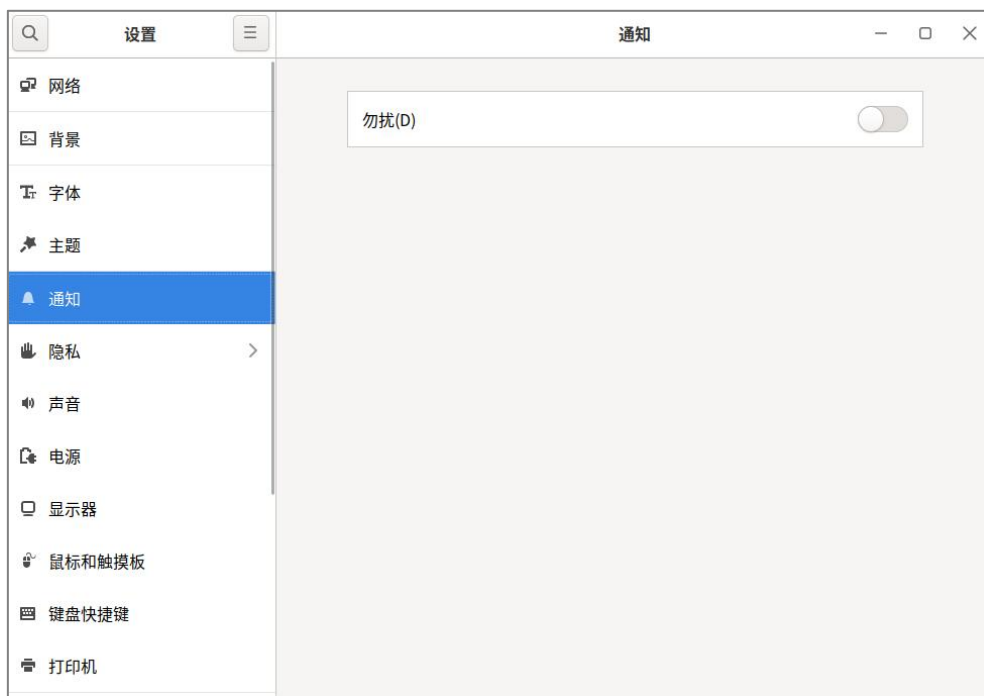 设置
通知
网络
背景
字体
主题
通知
隐私
声音
电源
显示器
鼠标和触摸板
键盘快捷键
打印机
勿扰(D)